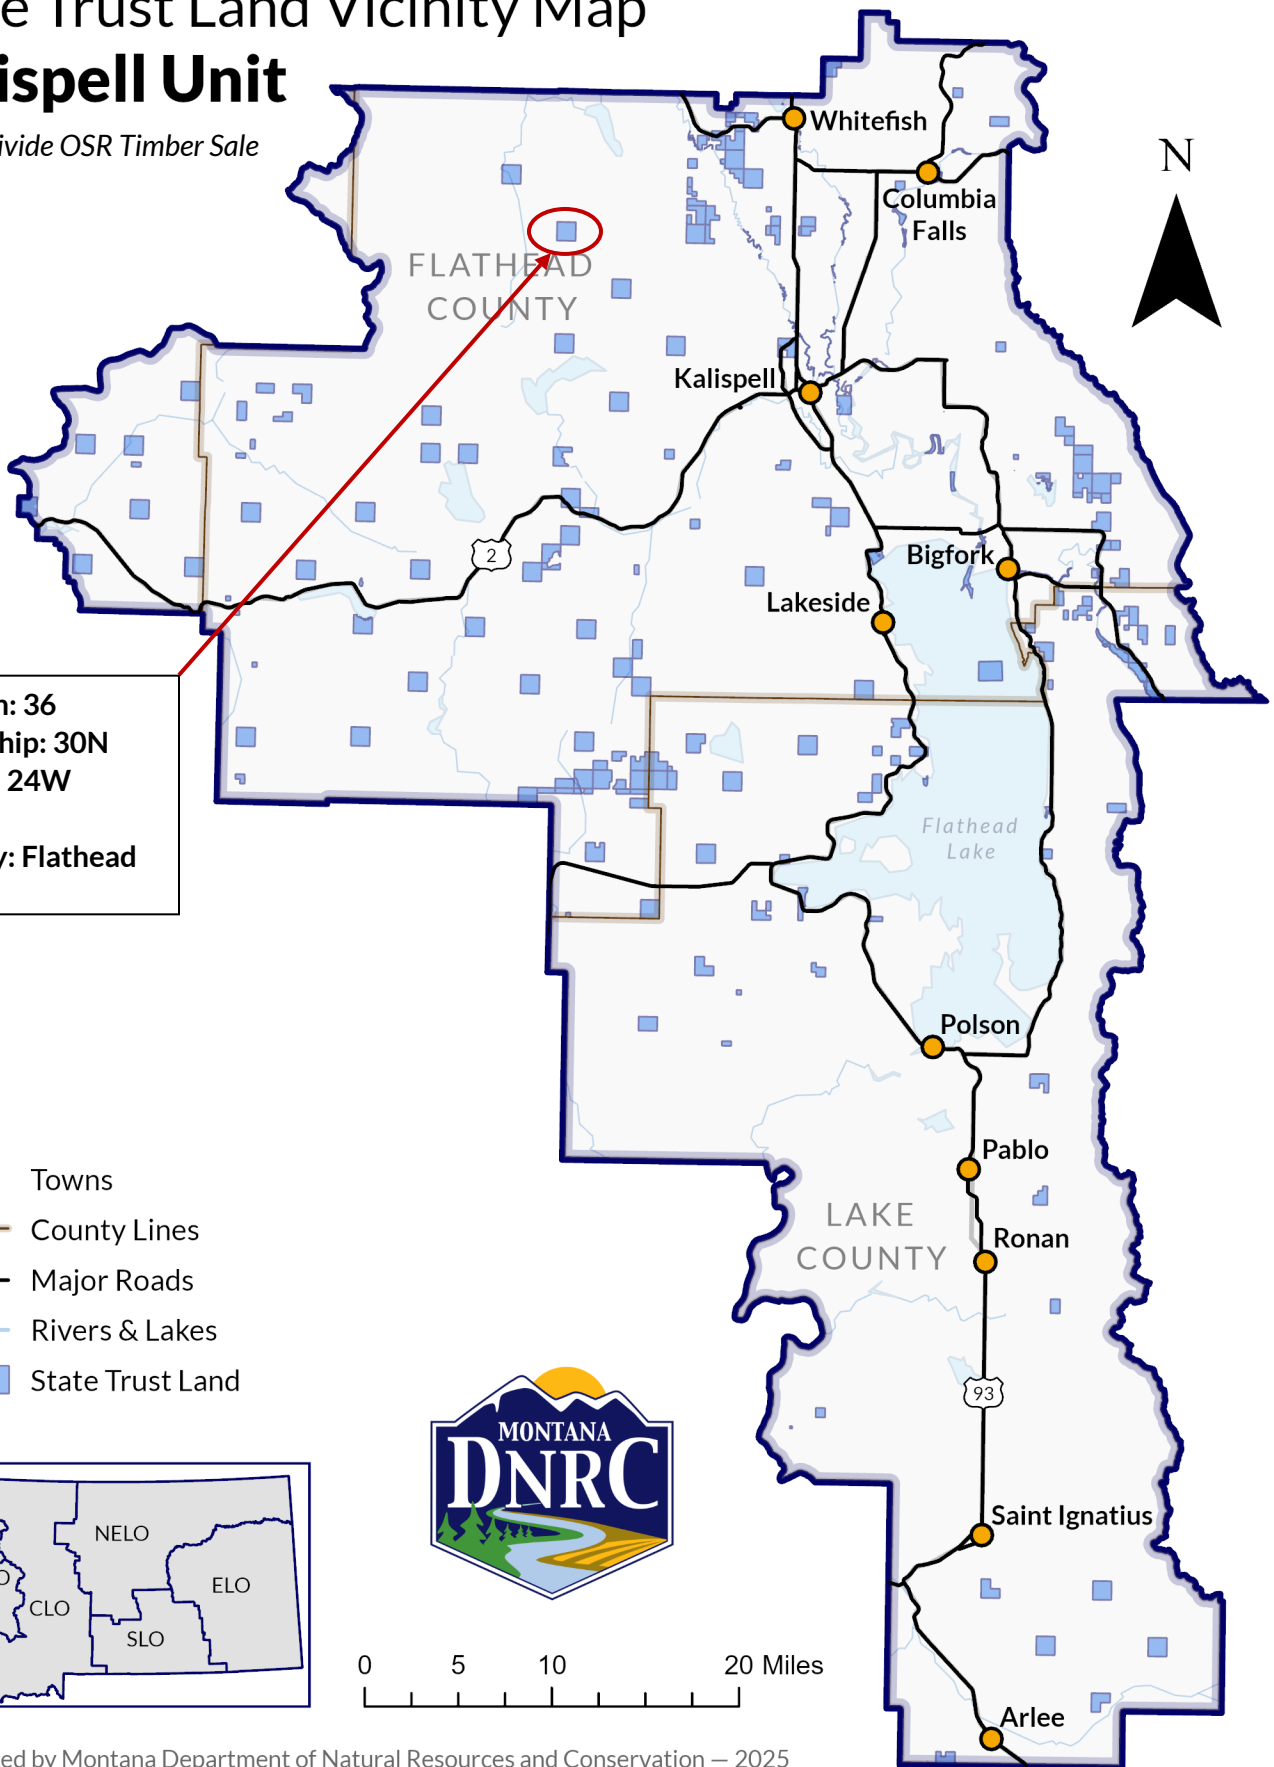 e Trust Land Vicinity Map
ispell Unit
ivide OSR Timber Sale
Whitefish
N
Columbia
Falls
FLATHEAD
COUNTY
Kalispell
2
Bigfork
Lakeside
n: 36
hip: 30N
24W
y: Flathead
Flathead
Lake
Polson
Pablo
Towns
LAKE
COUNTY
County Lines
Ronan
Major Roads
Rivers & Lakes
State Trust Land
93
MONTANA
DNRC
NELO
O
ELO
CLO
SLO
Saint Ignatius
0 5 10 20 Miles
Arlee
ed by Montana Department of Natural Resources and Conservation — 2025